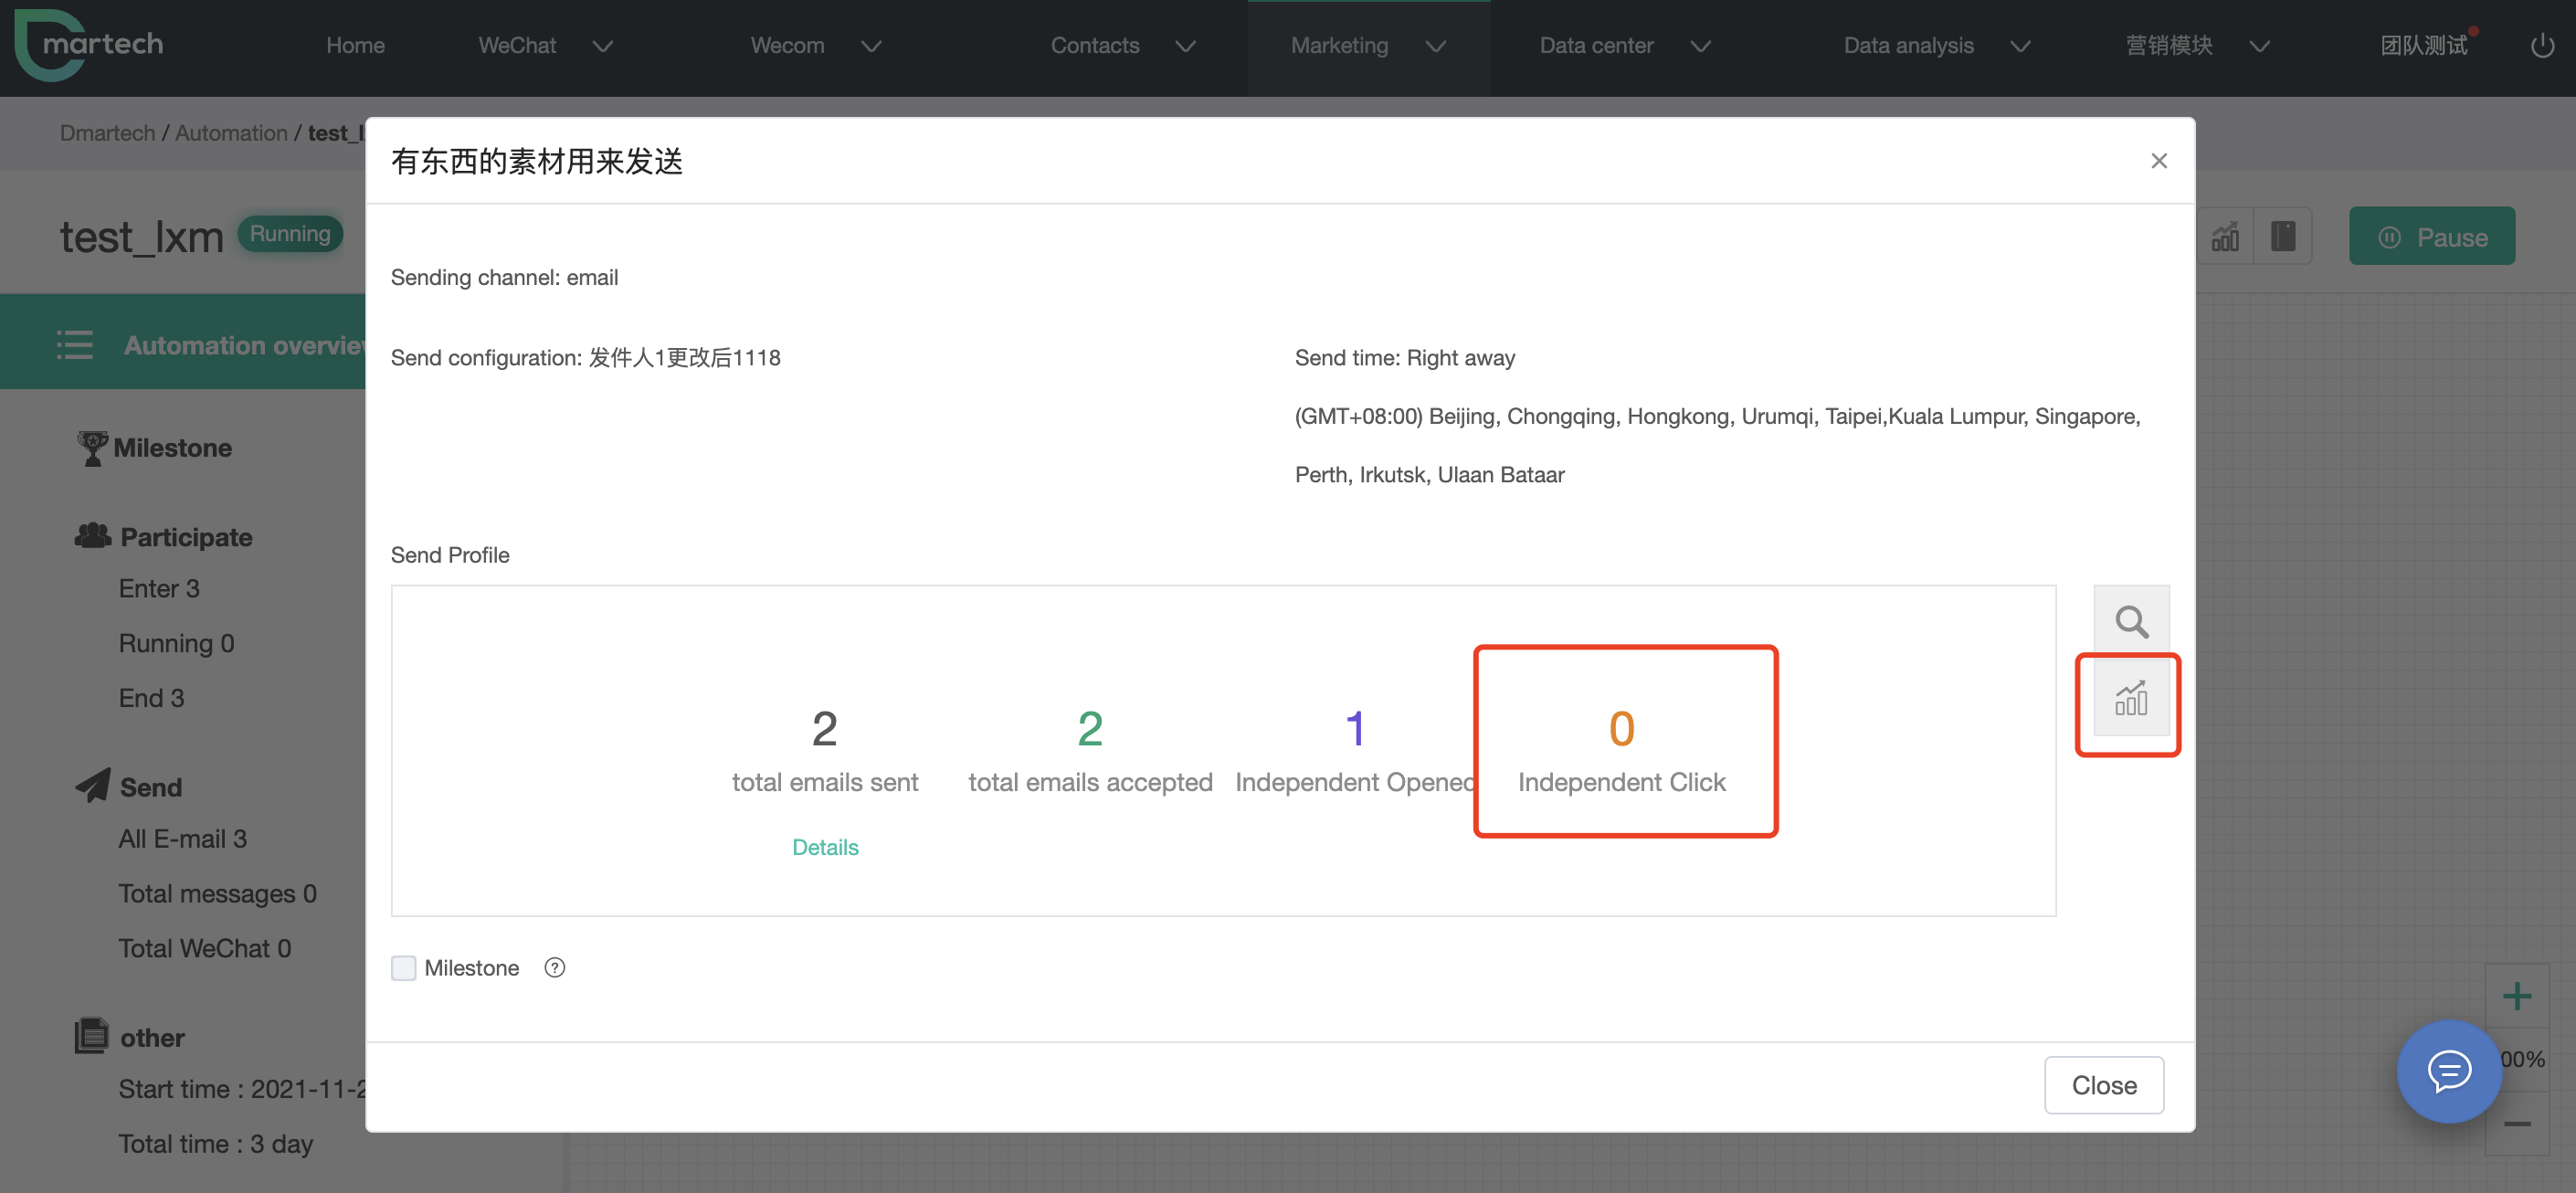 martech
Home
WeChat
Wecom
Contacts
Marketing
Data center
Data analysis
营销模块
团队测试
Dmartech / Automation / test_l
有东西的素材用来发送
test_lxm
Running
Pause
Automation overview
Sending channel: email
Send configuration: 发件人1更改后1118
Send time: Right away
(GMT+08:00) Beijing, Chongqing, Hongkong, Urumqi, Taipei,Kuala Lumpur, Singapore,
Perth, Irkutsk, Ulaan Bataar
Milestone
Participate
Enter 3
Running 0
End 3
Send
All E-mail 3
Total messages 0
Total WeChat 0
other
Start time : 2021-11-2
Total time : 3 day
Send Profile
2
total emails sent
Details
2
total emails accepted
1
Independent Opened
0
Independent Click
Milestone
?
Close
00%